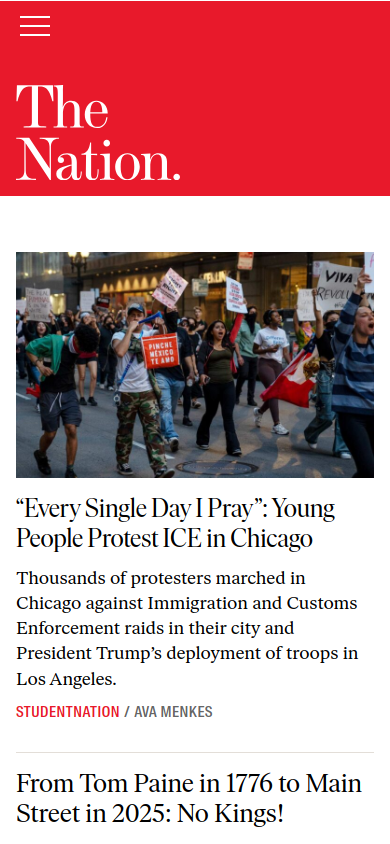 The
Nation.
VIVA
REVOLU
PINCHE
MÉXICO
TE AMO
“Every Single Day I Pray”: Young
People Protest ICE in Chicago
Thousands of protesters marched in
Chicago against Immigration and Customs
Enforcement raids in their city and
President Trump’s deployment of troops in
Los Angeles.
STUDENTNATION / AVA MENKES
From Tom Paine in 1776 to Main
Street in 2025: No Kings!